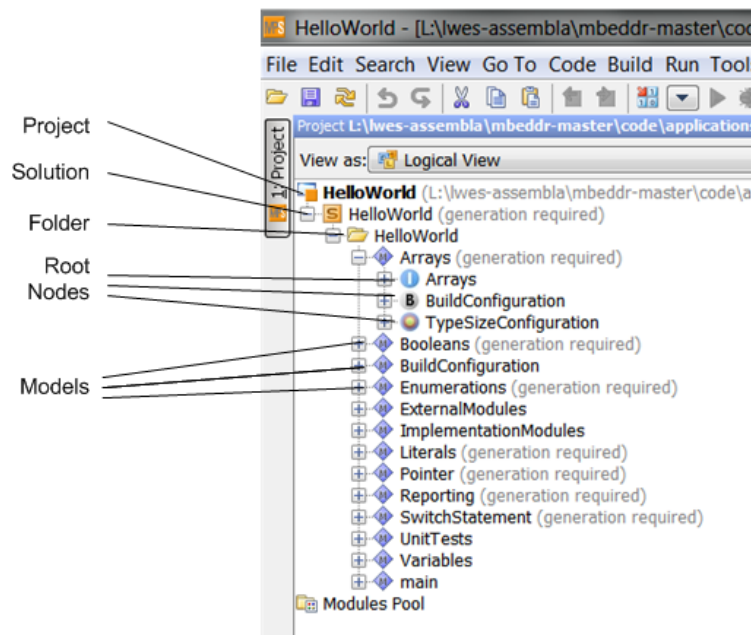 MPS HelloWorld - [L:\lwes-assembla\mbeddr-master\cod
File Edit Search View Go To Code Build Run Tool
Project L:\lwes-assembla\mbeddr-master\code\application
1: Project
MPS
View as: Logical View
Project
HelloWorld (L:\lwes-assembla\mbeddr-master\code\a
Solution
S HelloWorld (generation required)
Folder
HelloWorld
M Arrays (generation required)
Root
Nodes
I Arrays
B BuildConfiguration
TypeSizeConfiguration
Models
M Booleans (generation required)
M BuildConfiguration
M Enumerations (generation required)
M ExternalModules
M ImplementationModules
M Literals (generation required)
M Pointer (generation required)
M Reporting (generation required)
M SwitchStatement (generation required)
M UnitTests
M Variables
M main
Modules Pool